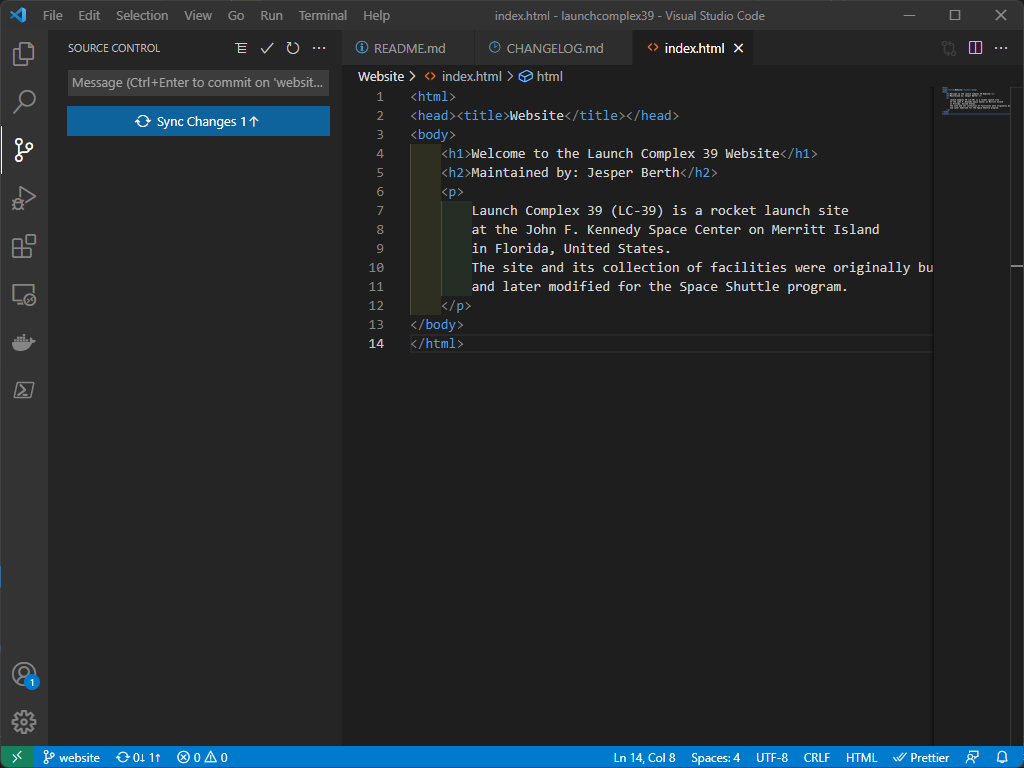 File Edit Selection View Go Run Terminal Help index.html - launchcomplex39 - Visual Studio Code
SOURCE CONTROL
Message (Ctrl+Enter to commit on 'websit...
Sync Changes 1↑
README.md CHANGELOG.md index.html
Website > index.html > html
1 <html>
2 <head><title>Website</title></head>
3 <body>
4 <h1>Welcome to the Launch Complex 39 Website</h1>
5 <h2>Maintained by: Jesper Berth</h2>
6 <p>
7 Launch Complex 39 (LC-39) is a rocket launch site
8 at the John F. Kennedy Space Center on Merritt Island
9 in Florida, United States.
10 The site and its collection of facilities were originally bu
11 and later modified for the Space Shuttle program.
12 </p>
13 </body>
14 </html>
1
website 0↓ 1↑ 0 0 Ln 14, Col 8 Spaces: 4 UTF-8 CRLF HTML Prettier